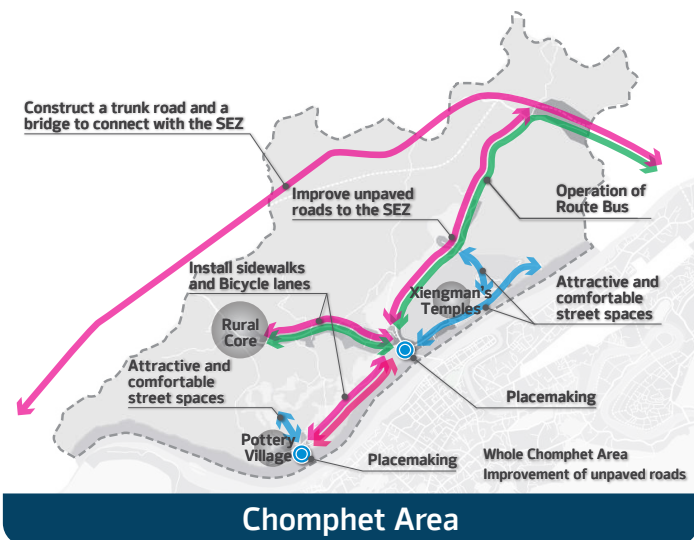 Construct a trunk road and a
bridge to connect with the SEZ
Improve unpaved
roads to the SEZ
Operation of
Route Bus
Install sidewalks
and Bicycle lanes
Xiengman's
Temples
Attractive and
comfortable
street spaces
Rural
Core
Attractive and
comfortable
street spaces
Placemaking
Pottery
Village
Placemaking
Whole Chomphet Area
Improvement of unpaved roads
Chomphet Area